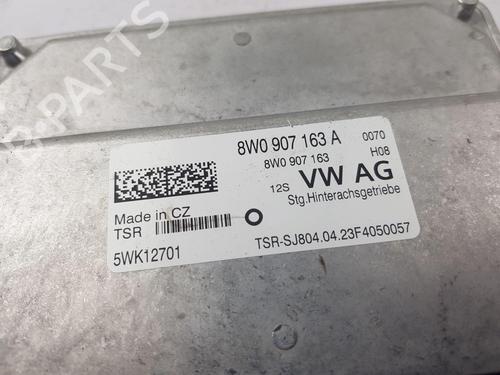 B-PARTS
8W0 907 163 A 0070
8W0 907 163 H08
12S VW AG
Stg.Hinterachsgetriebe
Made in CZ
TSR
5WK12701
TSR-SJ804.04.23F4050057